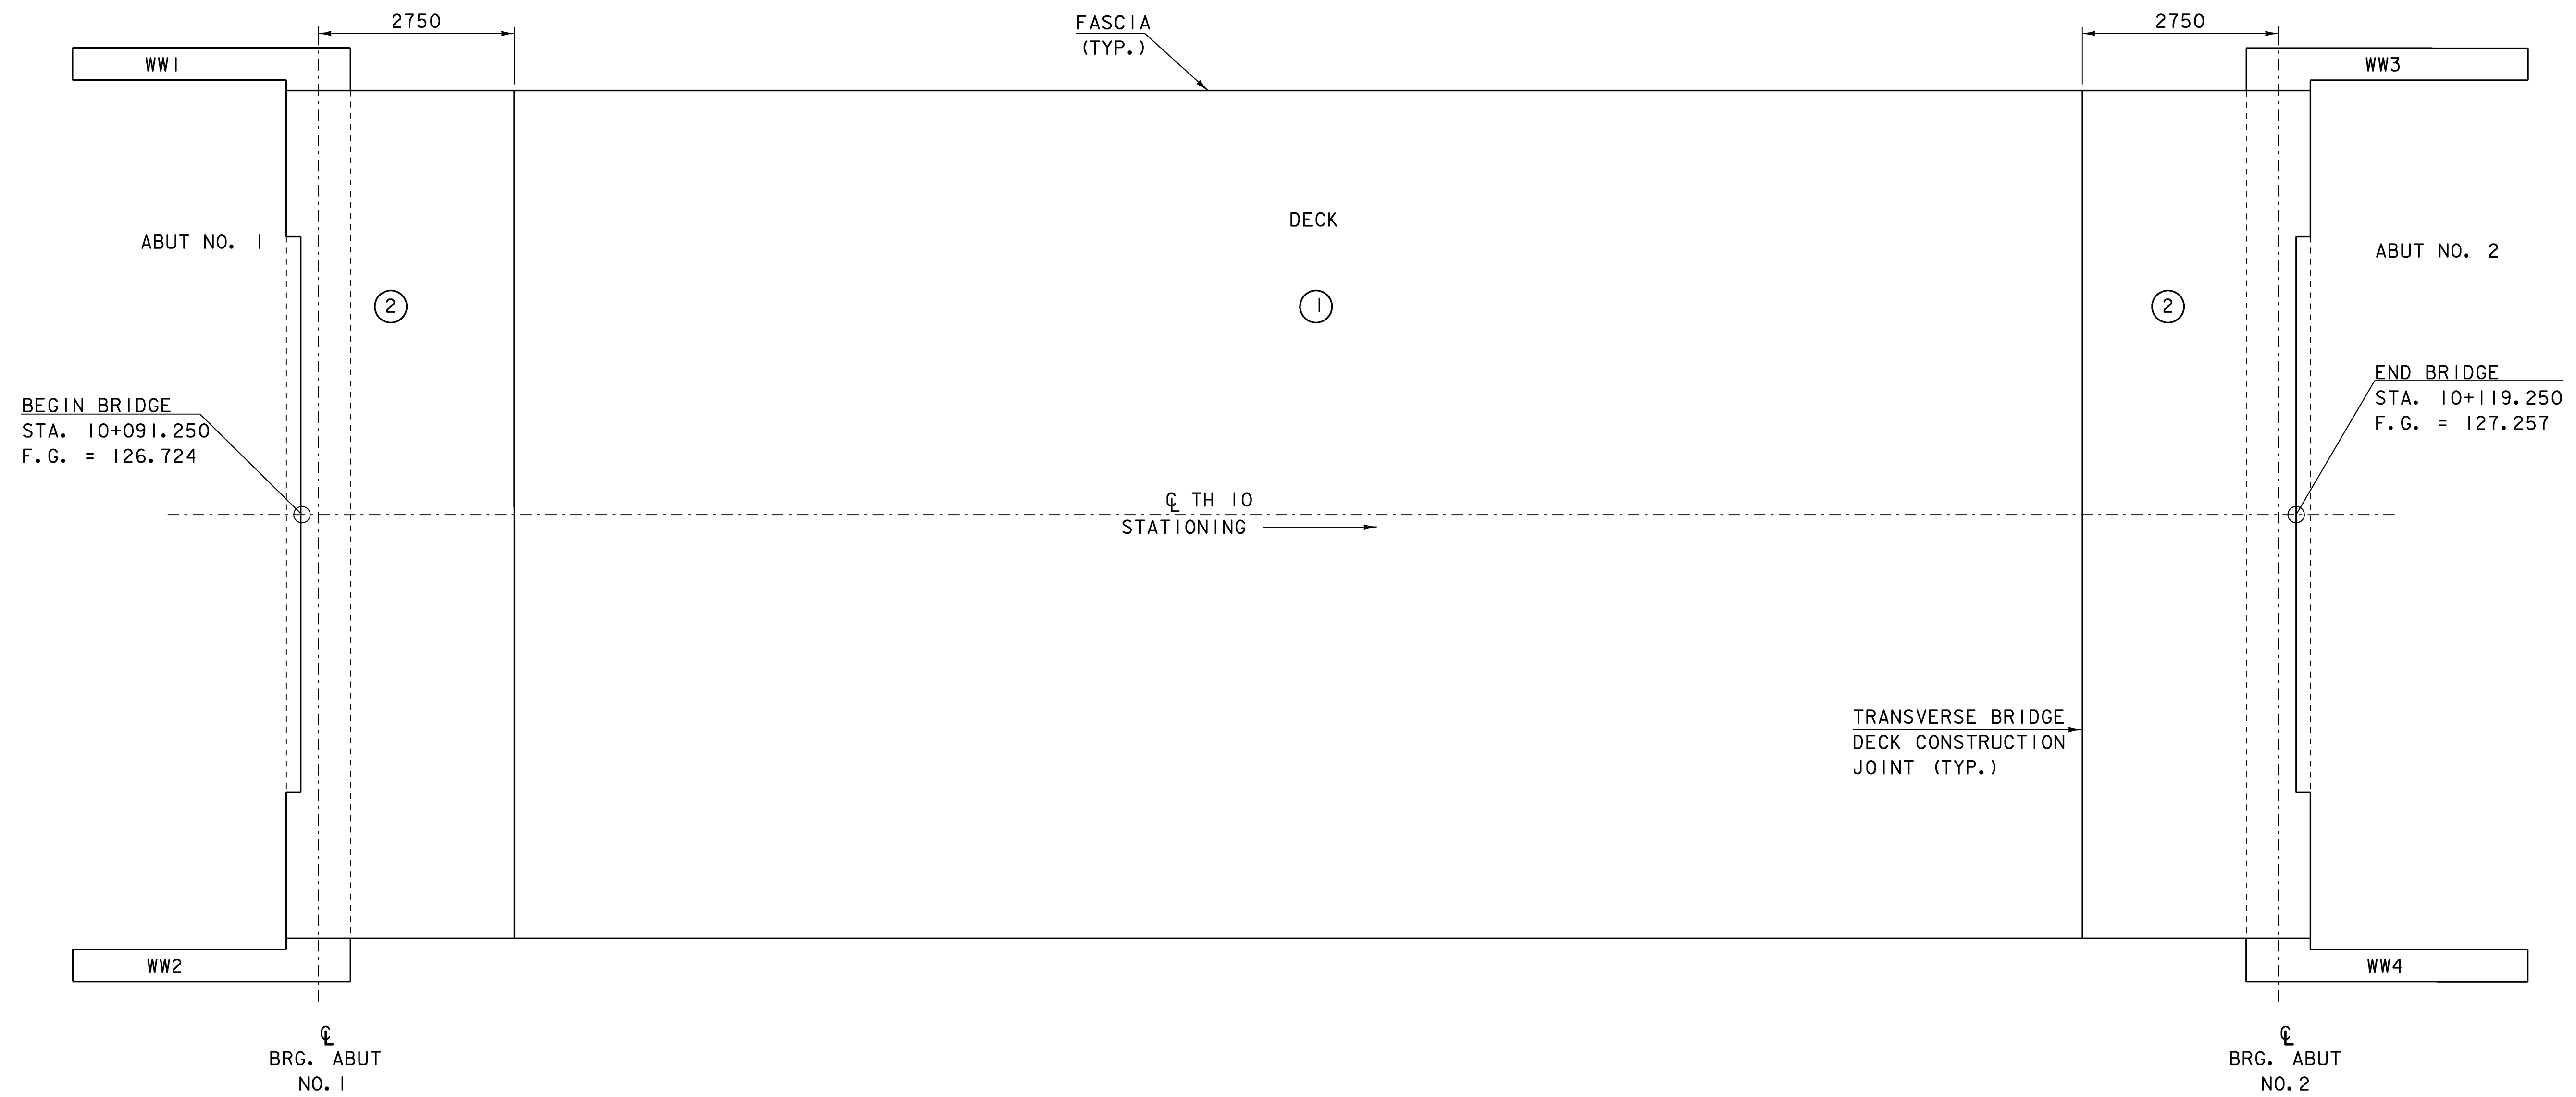 2750
FASCIA
(TYP.)
2750
WW1
WW3
DECK
ABUT NO. 1
ABUT NO. 2
2
1
2
BEGIN BRIDGE
STA. 10+091.250
F.G. = 126.724
END BRIDGE
STA. 10+119.250
F.G. = 127.257
℄ TH 10
STATIONING
TRANSVERSE BRIDGE
DECK CONSTRUCTION
JOINT (TYP.)
WW2
WW4
℄
BRG. ABUT
NO. 1
℄
BRG. ABUT
NO. 2